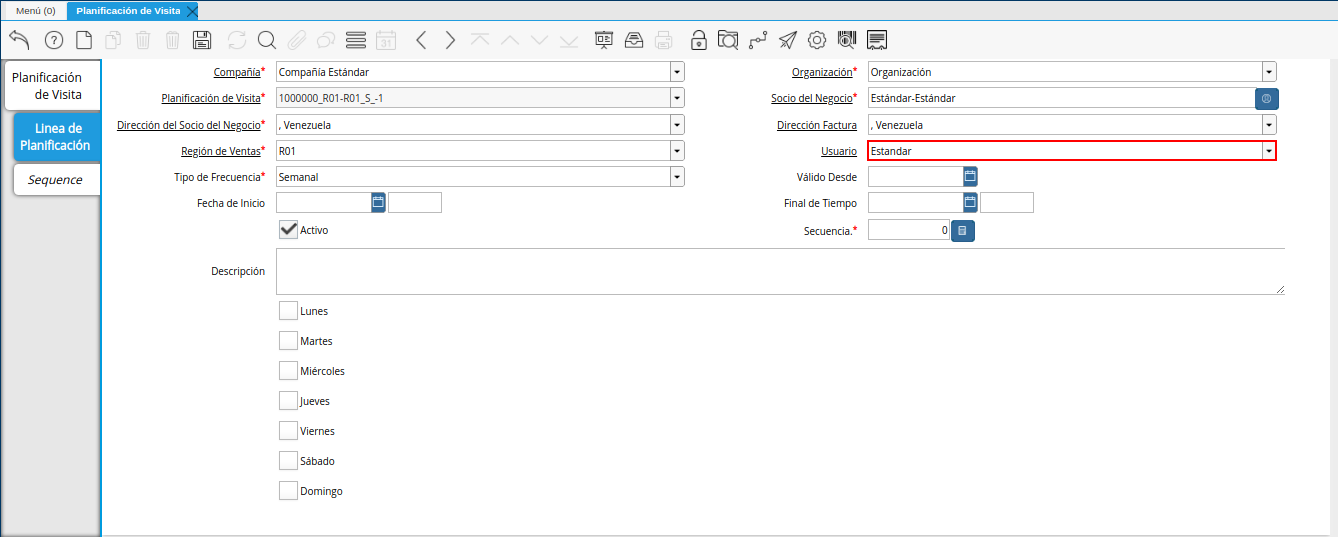 Menú (0)
Planificación de Visita
31
Planificación de Visita
Linea de Planificación
Sequence
Compañía* Compañía Estándar
Organización* Organización
Planificación de Visita* 1000000_R01-R01_S_-1
Socio del Negocio* Estándar-Estándar
Dirección del Socio del Negocio* , Venezuela
Dirección Factura , Venezuela
Región de Ventas* R01
Usuario Estandar
Tipo de Frecuencia* Semanal
Válido Desde
Fecha de Inicio
Final de Tiempo
Activo
Secuencia.* 0
Descripción
Lunes
Martes
Miércoles
Jueves
Viernes
Sábado
Domingo